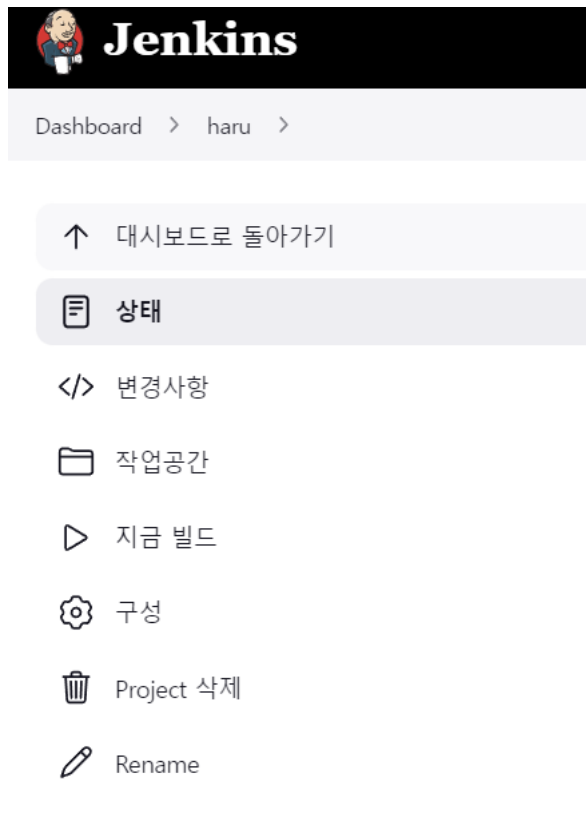 Jenkins
Dashboard > haru >
대시보드로 돌아가기
상태
변경사항
작업공간
지금 빌드
구성
Project 삭제
Rename